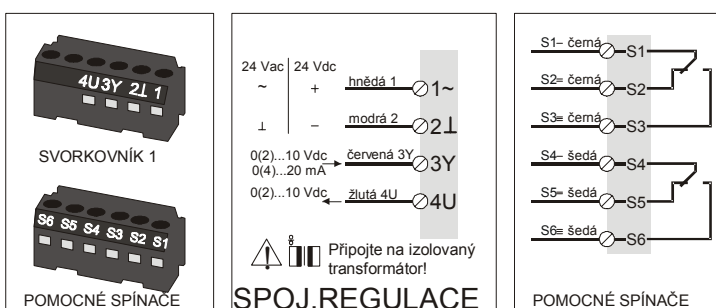 4U 3Y 2⊥ 1
SVORKOVNÍK 1
S6 S5 S4 S3 S2 S1
POMOCNÉ SPÍNAČE
24 Vac 24 Vdc
~ + hnědá 1 1~
⊥ – modrá 2 2⊥
0(2)...10 Vdc červená 3Y 3Y
0(4)...20 mA
0(2)...10 Vdc žlutá 4U 4U
Připojte na izolovaný
transformátor!
SPOJ.REGULACE
S1– černá S1
S2= černá S2
S3= černá S3
S4– šedá S4
S5= šedá S5
S6= šedá S6
POMOCNÉ SPÍNAČE